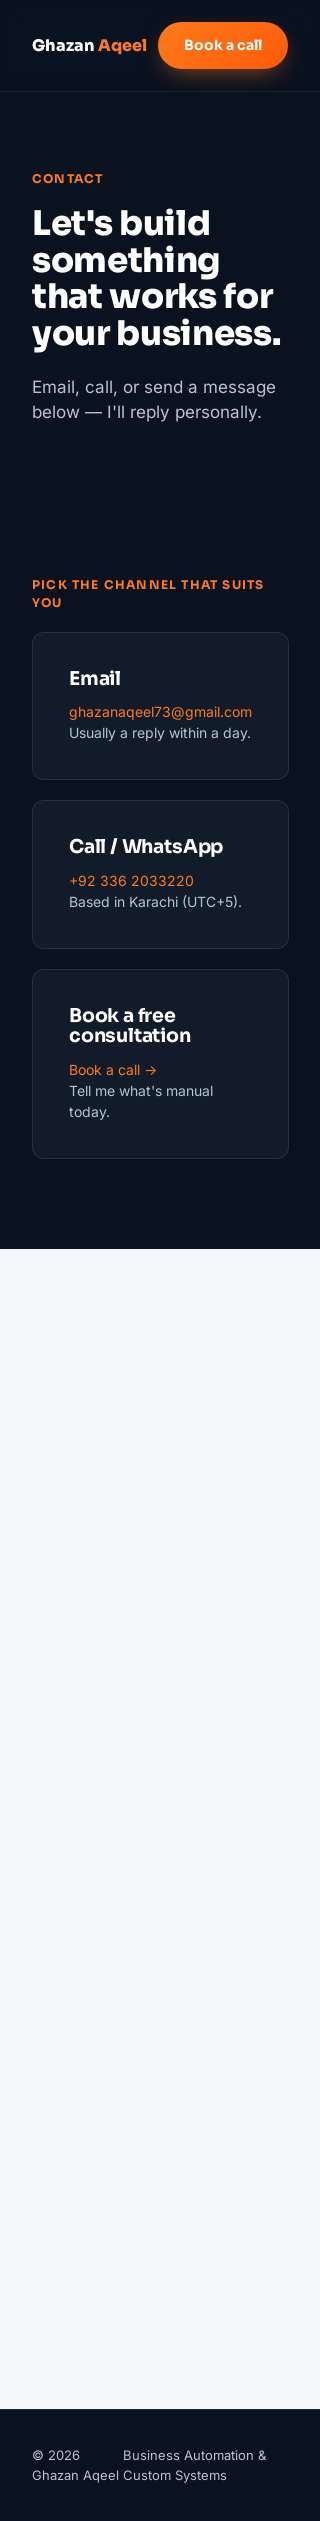 Ghazan Aqeel
Book a call
CONTACT
Let's build
something
that works for
your business.
Email, call, or send a message
below — I'll reply personally.
PICK THE CHANNEL THAT SUITS
YOU
Email
ghazanaqeel73@gmail.com
Usually a reply within a day.
Call / WhatsApp
+92 336 2033220
Based in Karachi (UTC+5).
Book a free
consultation
Book a call →
Tell me what's manual
today.
© 2026
Ghazan Aqeel
Business Automation &
Custom Systems